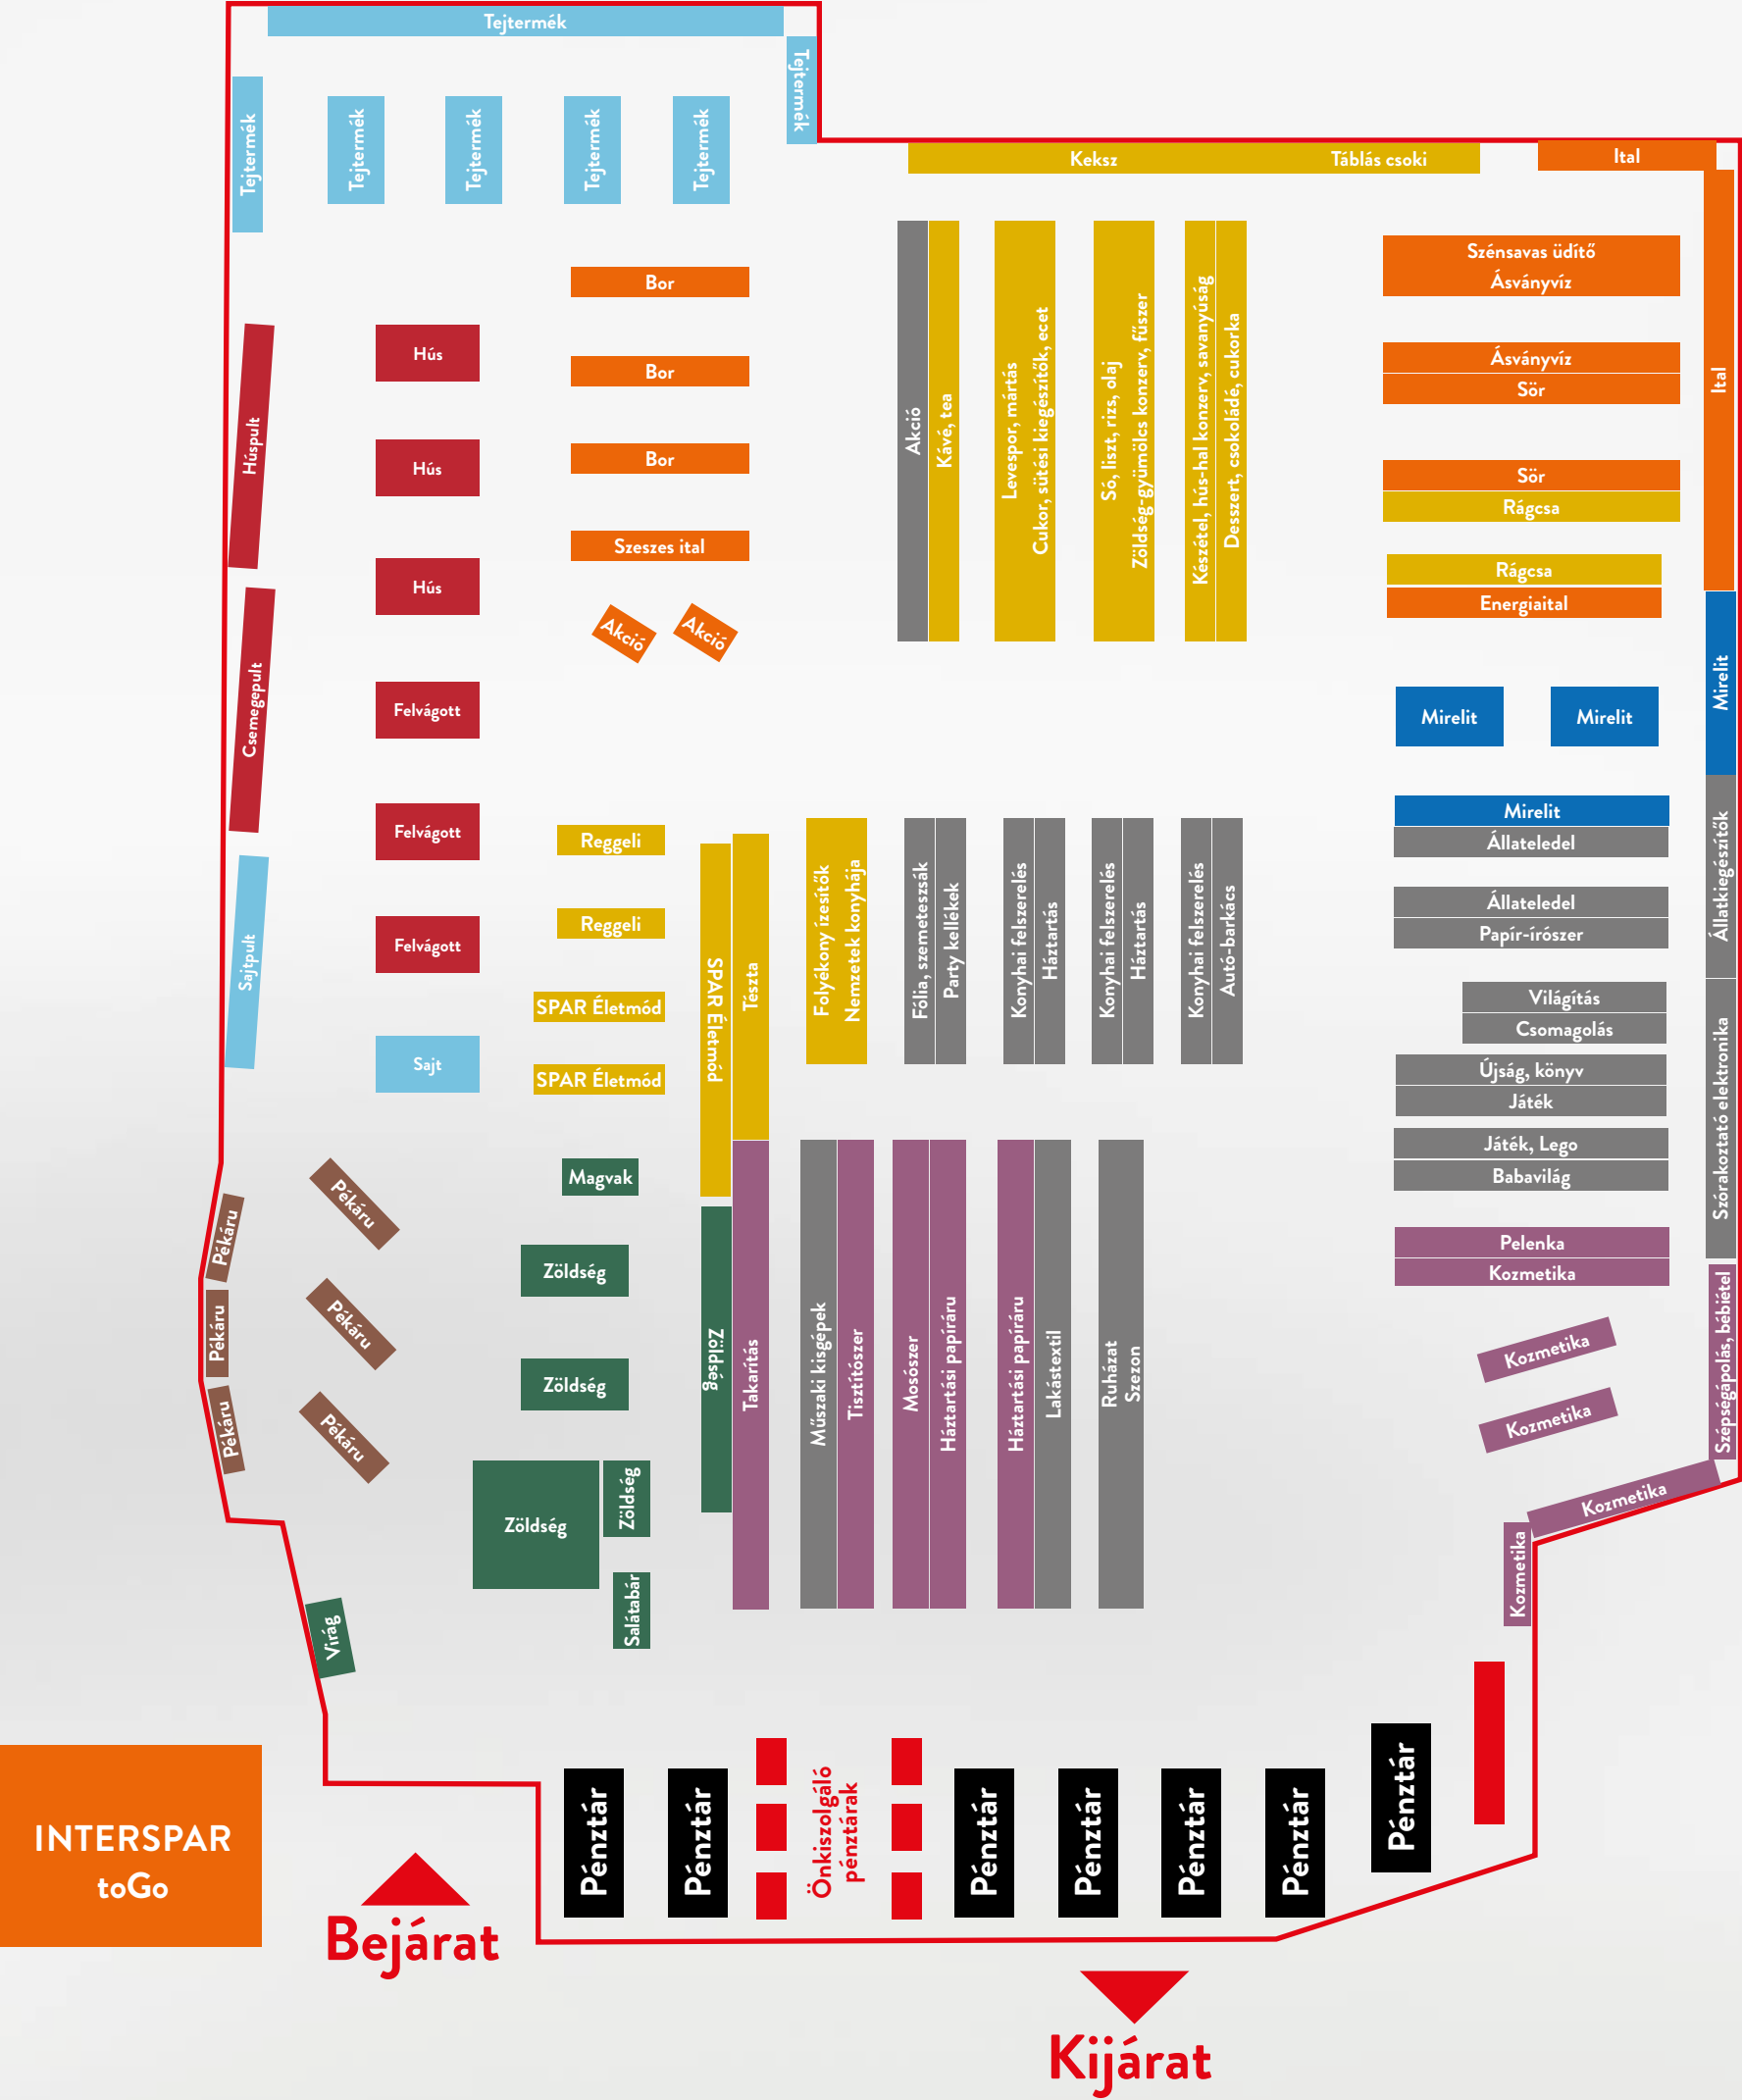 Tejtermék
Tejtermék
Tejtermék
Tejtermék
Tejtermék
Tejtermék
Tejtermék
Keksz
Táblás csoki
Ital
Ital
Szénsavas üdítő
Ásványvíz
Ásványvíz
Sör
Sör
Rágcsa
Rágcsa
Energiaital
Bor
Bor
Bor
Szeszes ital
Akció
Akció
Húspult
Hús
Hús
Hús
Csemegepult
Felvágott
Felvágott
Felvágott
Sajtpult
Sajt
Akció
Kávé, tea
Levespor, mártás
Cukor, sütési kiegészítők, ecet
Só, liszt, rizs, olaj
Zöldség-gyümölcs konzerv, fűszer
Készétel, hús-hal konzerv, savanyúság
Desszert, csokoládé, cukorka
Mirelit
Mirelit
Mirelit
Mirelit
Állateledel
Állateledel
Papír-írószer
Állatkiegészítők
Világítás
Csomagolás
Újság, könyv
Játék
Játék, Lego
Babavilág
Szórakoztató elektronika
Reggeli
Reggeli
SPAR Életmód
SPAR Életmód
SPAR Életmód
Tészta
Folyékony ízesítők
Nemzetek konyhája
Fólia, szemeteszsák
Party kellékek
Konyhai felszerelés
Háztartás
Konyhai felszerelés
Háztartás
Konyhai felszerelés
Autó-barkács
Pékáru
Pékáru
Pékáru
Pékáru
Pékáru
Pékáru
Magvak
Zöldség
Zöldség
Zöldség
Zöldség
Zöldség
Salátabár
Virág
Takarítás
Műszaki kisgépek
Tisztítószer
Mosószer
Háztartási papíráru
Háztartási papíráru
Lakástextil
Ruházat
Szezon
Pelenka
Kozmetika
Kozmetika
Kozmetika
Kozmetika
Kozmetika
Szépségápolás, bébiétel
INTERSPAR
toGo
Bejárat
Pénztár
Pénztár
Önkiszolgáló
pénztárak
Pénztár
Pénztár
Pénztár
Pénztár
Pénztár
Kijárat